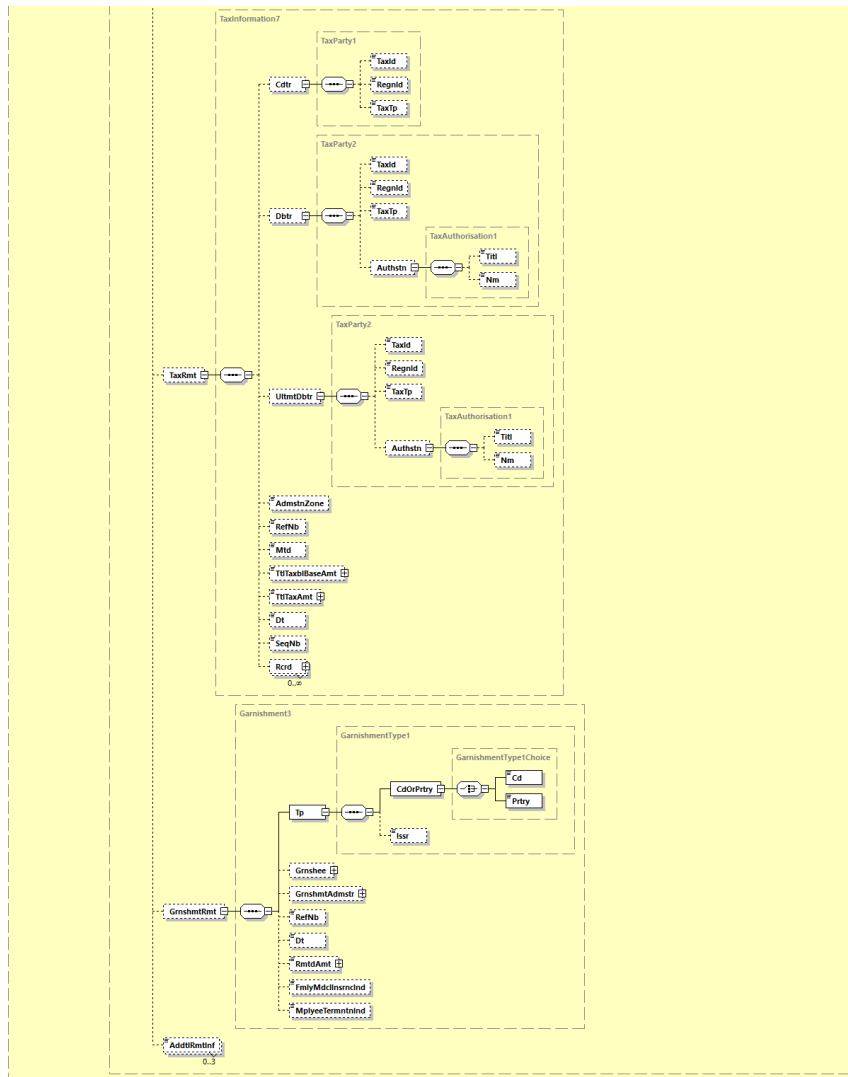 TaxInformation7
TaxParty1
TaxId
Cdtr
RegnId
TaxTp
TaxParty2
TaxId
RegnId
Dbtr
TaxTp
TaxAuthorisation1
Titl
Authstn
Nm
TaxParty2
TaxId
RegnId
TaxRmt
UltmtDbtr
TaxTp
TaxAuthorisation1
Titl
Authstn
Nm
AdmstnZone
RefNb
Mtd
TtlTaxblBaseAmt
TtlTaxAmt
Dt
SeqNb
Rcrd
0..∞
Garnishment3
GarnishmentType1
GarnishmentType1Choice
Cd
CdOrPrtry
Prtry
Tp
Issr
Grnshee
GrnshmtAdmstr
GrnshmtRmt
RefNb
Dt
RmtdAmt
FmlyMdclInsrncInd
MplyeeTermntnInd
AddtlRmtInf
0..3